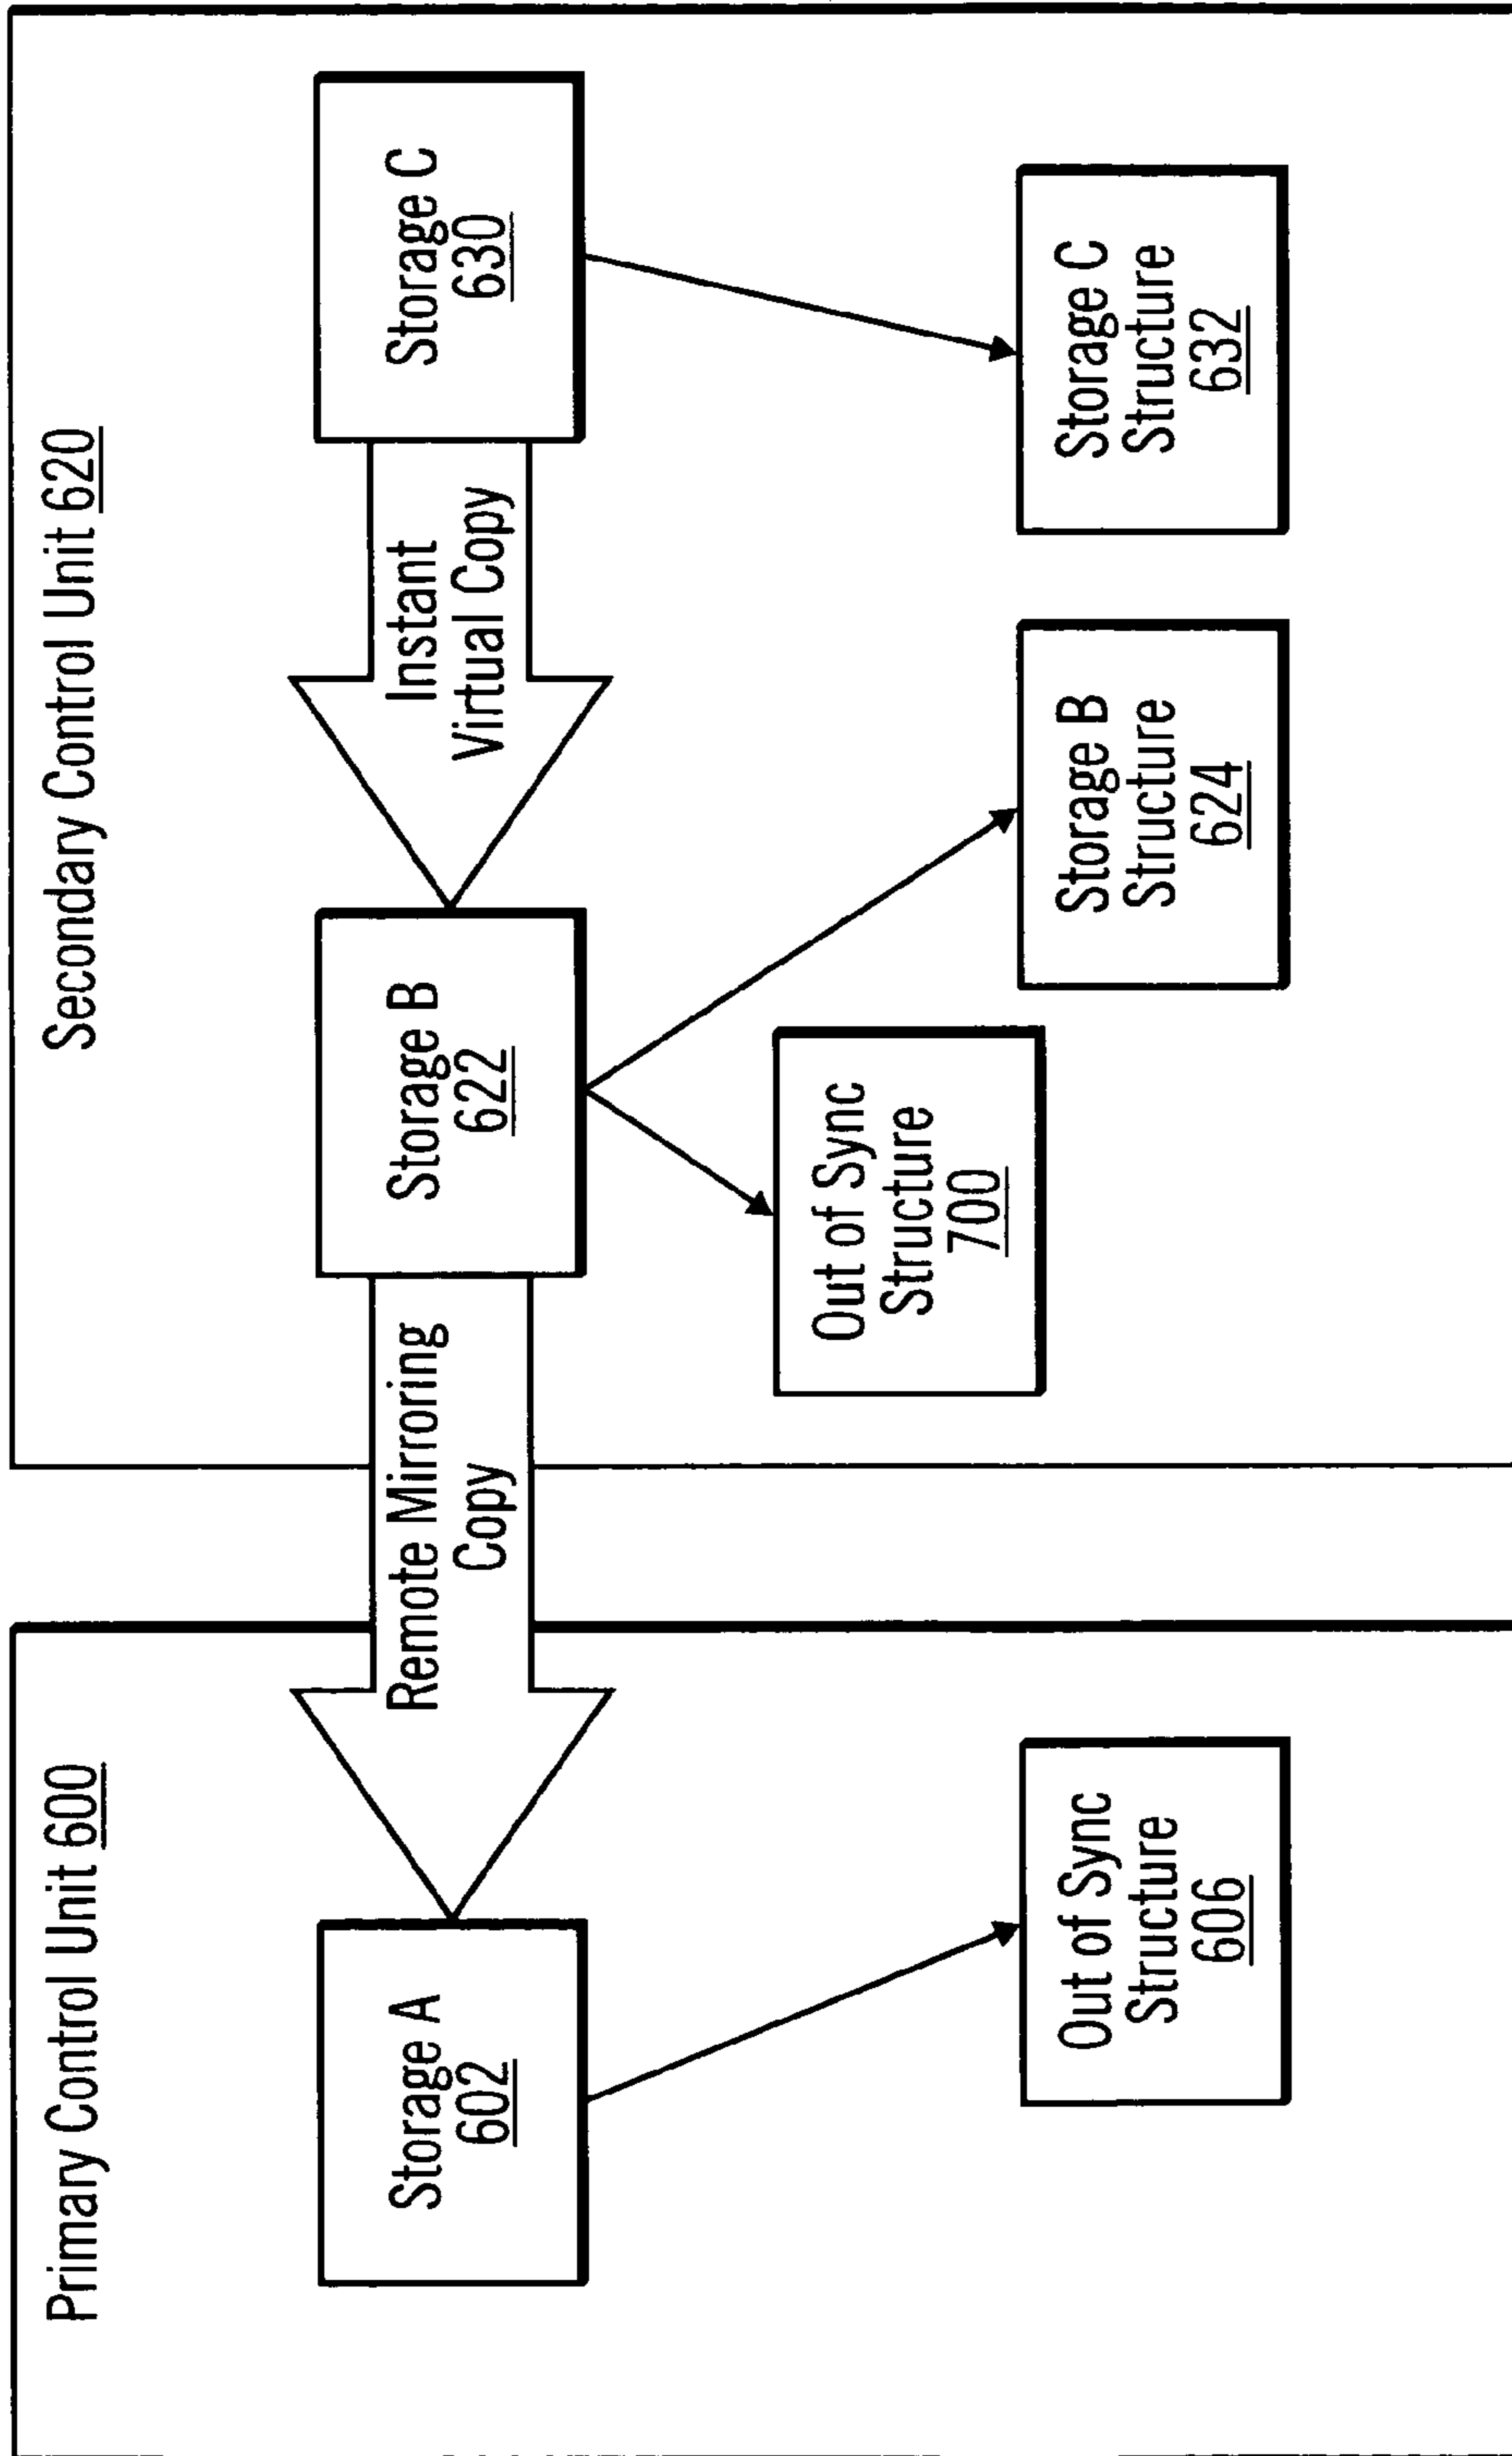 Primary Control Unit 600
Storage A
602
Out of Sync
Structure
606
Remote Mirroring
Copy
Secondary Control Unit 620
Storage B
622
Out of Sync
Structure
700
Storage B
Structure
624
Instant
Virtual Copy
Storage C
630
Storage C
Structure
632